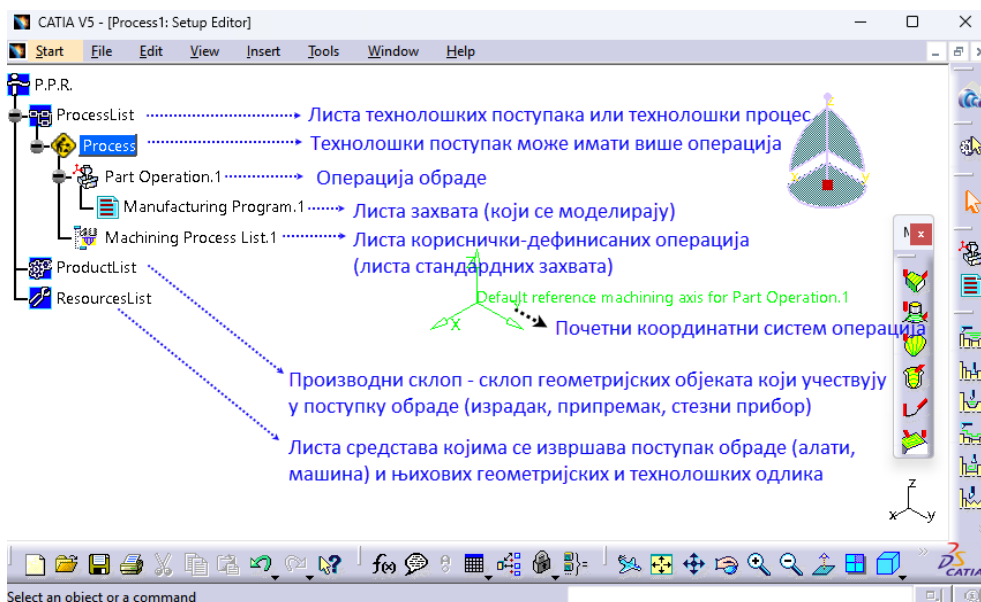 CATIA V5 - [Process1: Setup Editor]
Start File Edit View Insert Tools Window Help
P.P.R.
ProcessList
Листа технолошких поступака или технолошки процес
Process
Технолошки поступак може имати више операција
Part Operation.1
Операција обраде
Manufacturing Program.1
Листа захвата (који се моделирају)
Machining Process List.1
Листа кориснички-дефинисаних операција
(листа стандардних захвата)
ProductList
ResourcesList
Default reference machining axis for Part Operation.1
Почетни координатни систем операција
Производни склоп - склоп геометријских објеката који учествују
у поступку обраде (израдак, припремак, стезни прибор)
Листа средстава којима се извршава поступак обраде (алати,
машина) и њихових геометријских и технолошких одлика
z
x y
Select an object or a command
CATIA